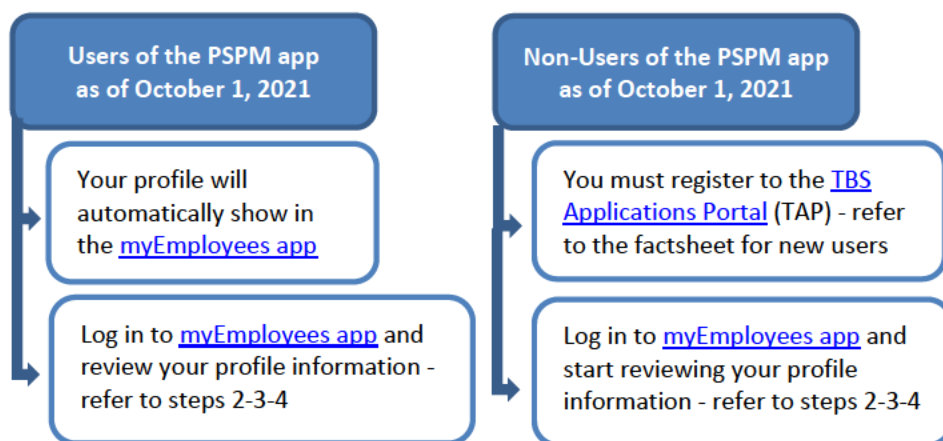 Users of the PSPM app
as of October 1, 2021
Your profile will
automatically show in
the myEmployees app
Log in to myEmployees app and
review your profile information -
refer to steps 2-3-4
Non-Users of the PSPM app
as of October 1, 2021
You must register to the TBS
Applications Portal (TAP) - refer
to the factsheet for new users
Log in to myEmployees app and
start reviewing your profile
information - refer to steps 2-3-4